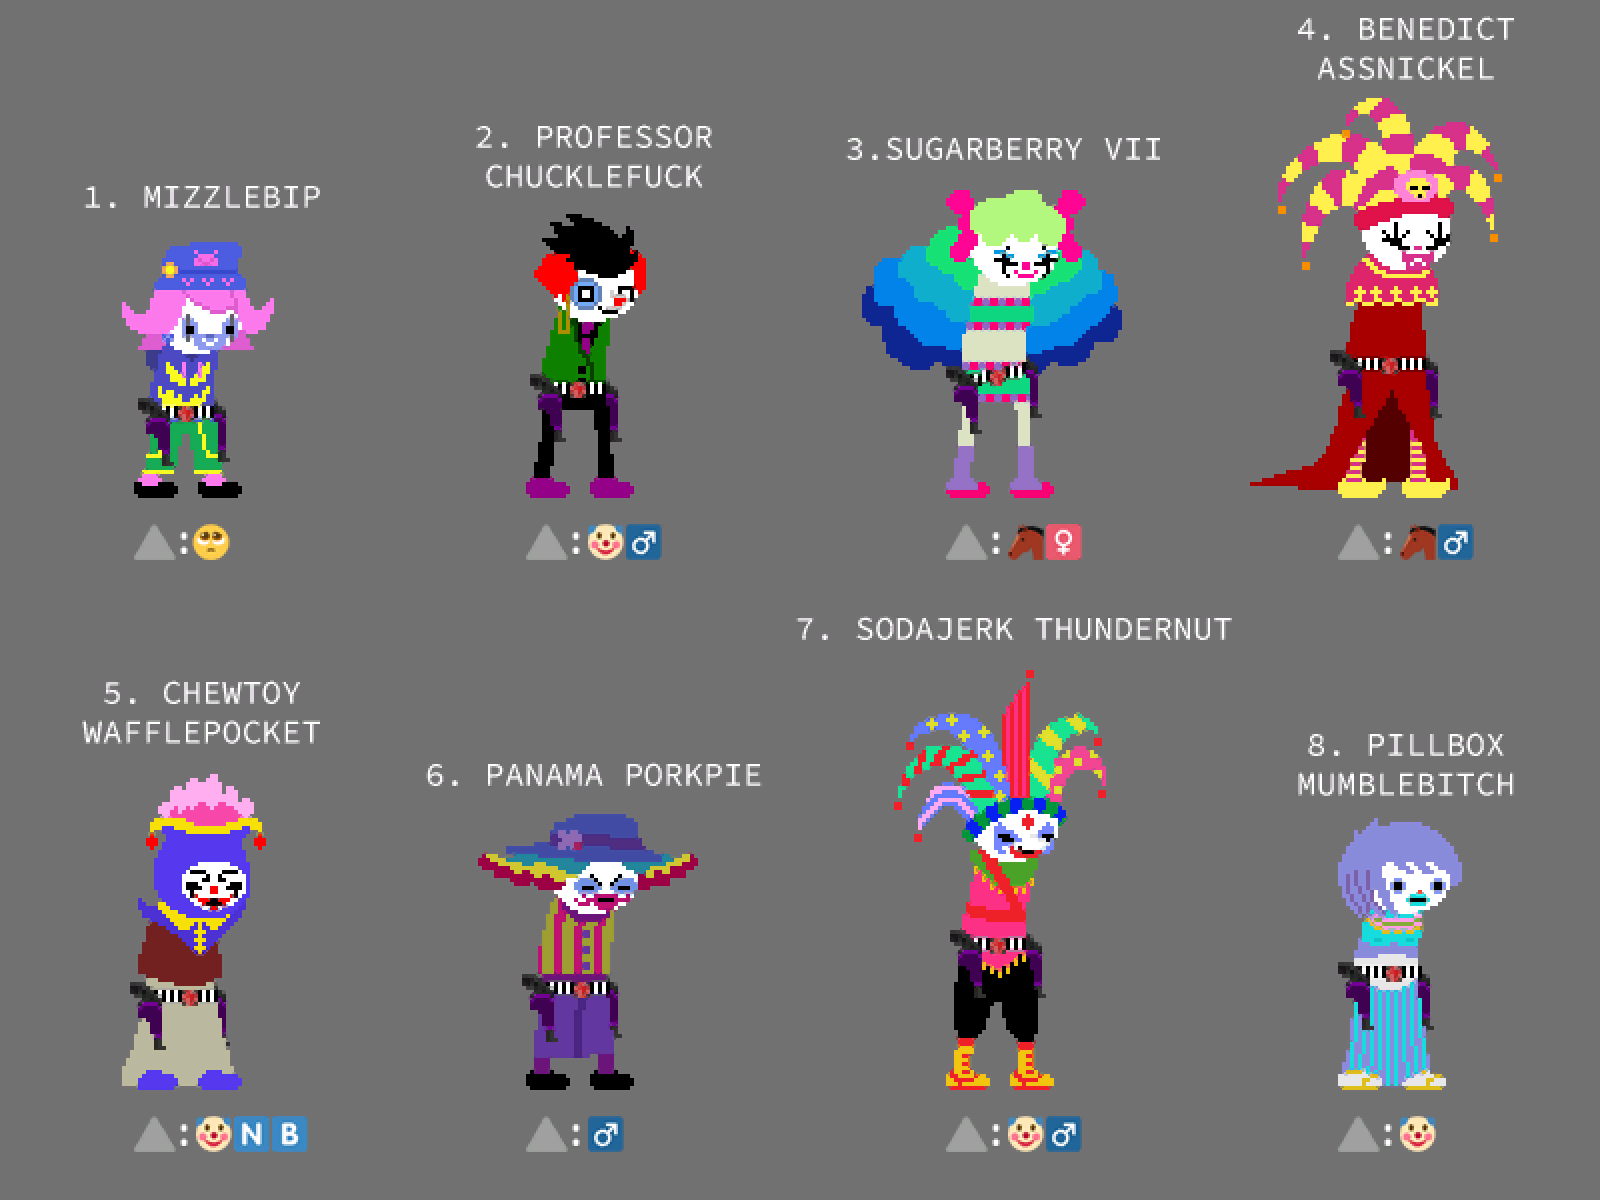 1. MIZZLEBIP
2. PROFESSOR
CHUCKLEFUCK
3.SUGARBERRY VII
4. BENEDICT
ASSNICKEL
:
:
:
:
5. CHEWTOY
WAFFLEPOCKET
6. PANAMA PORKPIE
7. SODAJERK THUNDERNUT
8. PILLBOX
MUMBLEBITCH
: N B
:
:
: